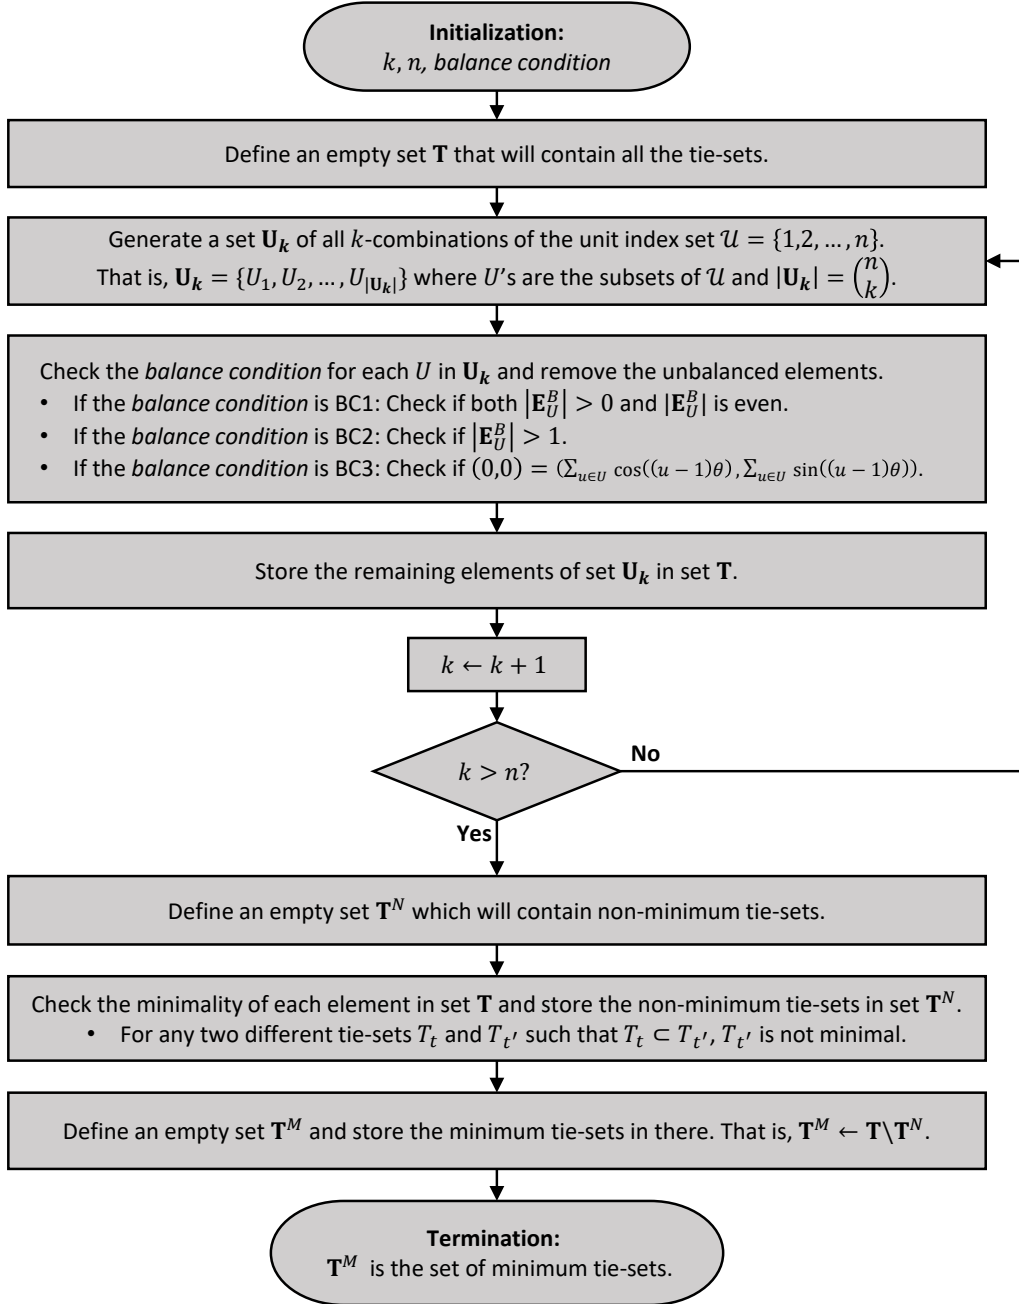 Initialization:
k, n, balance condition
Define an empty set T that will contain all the tie-sets.
Generate a set U_k of all k-combinations of the unit index set 𝒰 = {1,2, … , n}.
That is, U_k = {U_1, U_2, … , U_{|U_k|}} where U's are the subsets of 𝒰 and |U_k| = \binom{n}{k}.
Check the balance condition for each U in U_k and remove the unbalanced elements.
• If the balance condition is BC1: Check if both |E_U^B| > 0 and |E_U^B| is even.
• If the balance condition is BC2: Check if |E_U^B| > 1.
• If the balance condition is BC3: Check if (0,0) = (∑_{u∈U} cos((u − 1)θ) , ∑_{u∈U} sin((u − 1)θ)).
Store the remaining elements of set U_k in set T.
k ← k + 1
k > n?
No
Yes
Define an empty set T^N which will contain non-minimum tie-sets.
Check the minimality of each element in set T and store the non-minimum tie-sets in set T^N.
• For any two different tie-sets T_t and T_{t′} such that T_t ⊂ T_{t′}, T_{t′} is not minimal.
Define an empty set T^M and store the minimum tie-sets in there. That is, T^M ← T\T^N.
Termination:
T^M is the set of minimum tie-sets.